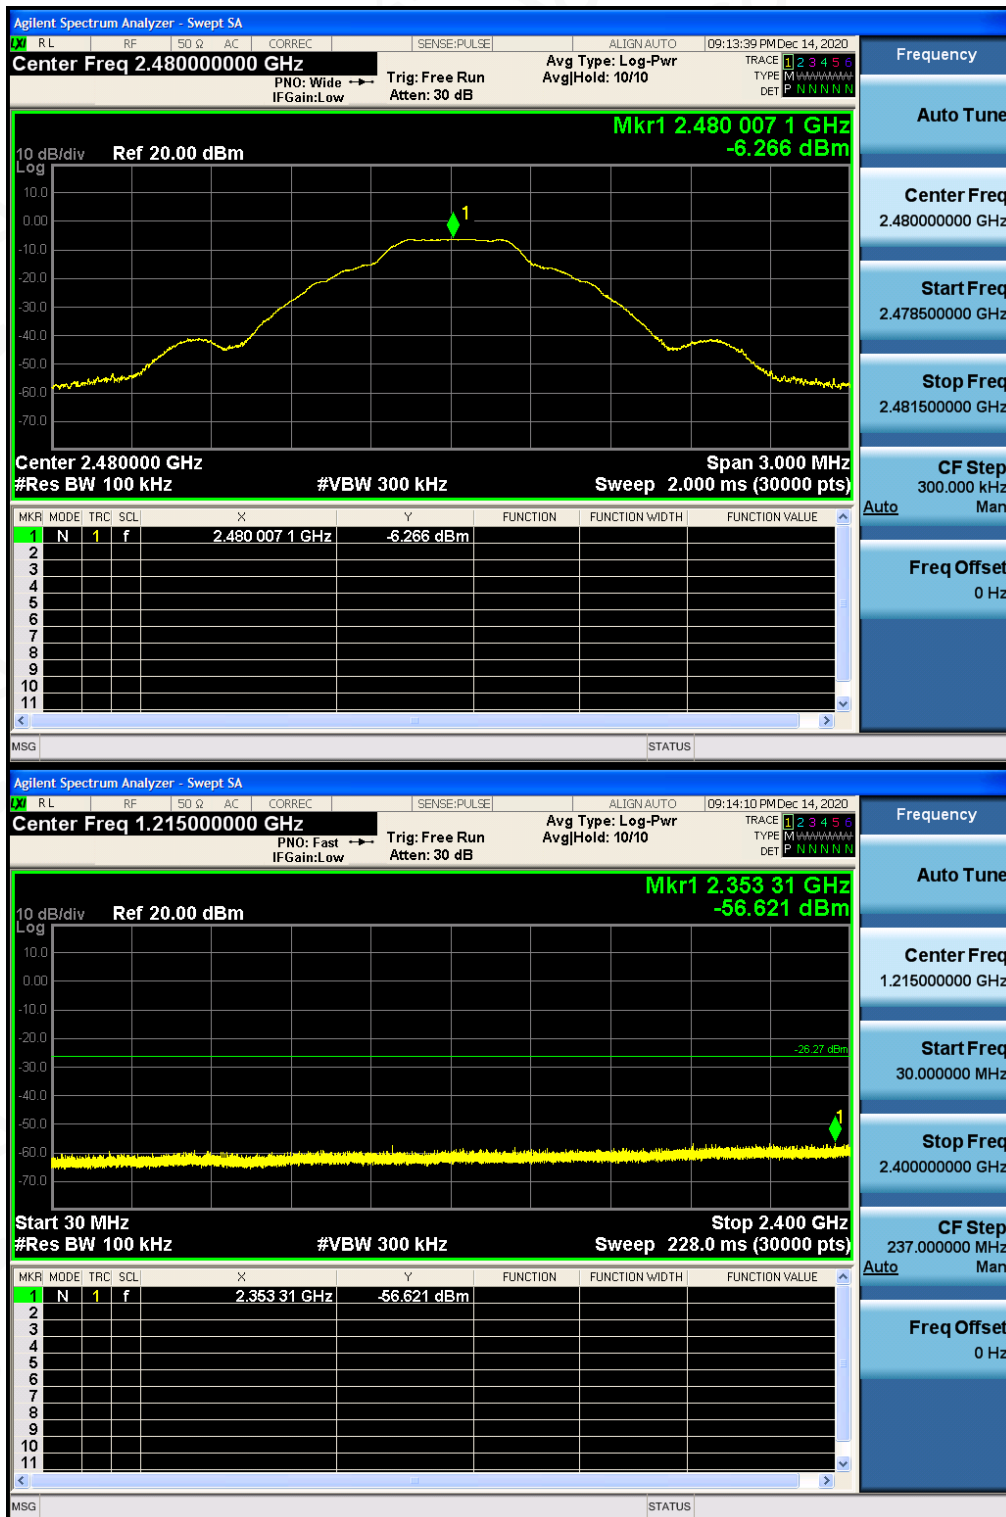 Agilent Spectrum Analyzer - Swept SA
LXI RL RF 50 Ω AC CORREC SENSE:PULSE ALIGN AUTO 09:13:39 PM Dec 14, 2020
Center Freq 2.480000000 GHz
PNO: Wide
IFGain:Low
Trig: Free Run
Atten: 30 dB
Avg Type: Log-Pwr
Avg|Hold: 10/10
TRACE 1 2 3 4 5 6
TYPE M
DET P N N N N N
Mkr1 2.480 007 1 GHz
-6.266 dBm
10 dB/div Ref 20.00 dBm
Log
10.0
0.00
-10.0
-20.0
-30.0
-40.0
-50.0
-60.0
-70.0
1
Center 2.480000 GHz Span 3.000 MHz
#Res BW 100 kHz #VBW 300 kHz Sweep 2.000 ms (30000 pts)
MKR MODE TRC SCL X Y FUNCTION FUNCTION WIDTH FUNCTION VALUE
1 N 1 f 2.480 007 1 GHz -6.266 dBm
2
3
4
5
6
7
8
9
10
11
MSG STATUS
Frequency
Auto Tune
Center Freq
2.480000000 GHz
Start Freq
2.478500000 GHz
Stop Freq
2.481500000 GHz
CF Step
300.000 kHz
Auto Man
Freq Offset
0 Hz
Agilent Spectrum Analyzer - Swept SA
LXI RL RF 50 Ω AC CORREC SENSE:PULSE ALIGN AUTO 09:14:10 PM Dec 14, 2020
Center Freq 1.215000000 GHz
PNO: Fast
IFGain:Low
Trig: Free Run
Atten: 30 dB
Avg Type: Log-Pwr
Avg|Hold: 10/10
TRACE 1 2 3 4 5 6
TYPE M
DET P N N N N N
Mkr1 2.353 31 GHz
-56.621 dBm
10 dB/div Ref 20.00 dBm
Log
10.0
0.00
-10.0
-20.0
-30.0
-40.0
-50.0
-60.0
-70.0
-26.27 dBm
1
Start 30 MHz Stop 2.400 GHz
#Res BW 100 kHz #VBW 300 kHz Sweep 228.0 ms (30000 pts)
MKR MODE TRC SCL X Y FUNCTION FUNCTION WIDTH FUNCTION VALUE
1 N 1 f 2.353 31 GHz -56.621 dBm
2
3
4
5
6
7
8
9
10
11
MSG STATUS
Frequency
Auto Tune
Center Freq
1.215000000 GHz
Start Freq
30.000000 MHz
Stop Freq
2.400000000 GHz
CF Step
237.000000 MHz
Auto Man
Freq Offset
0 Hz